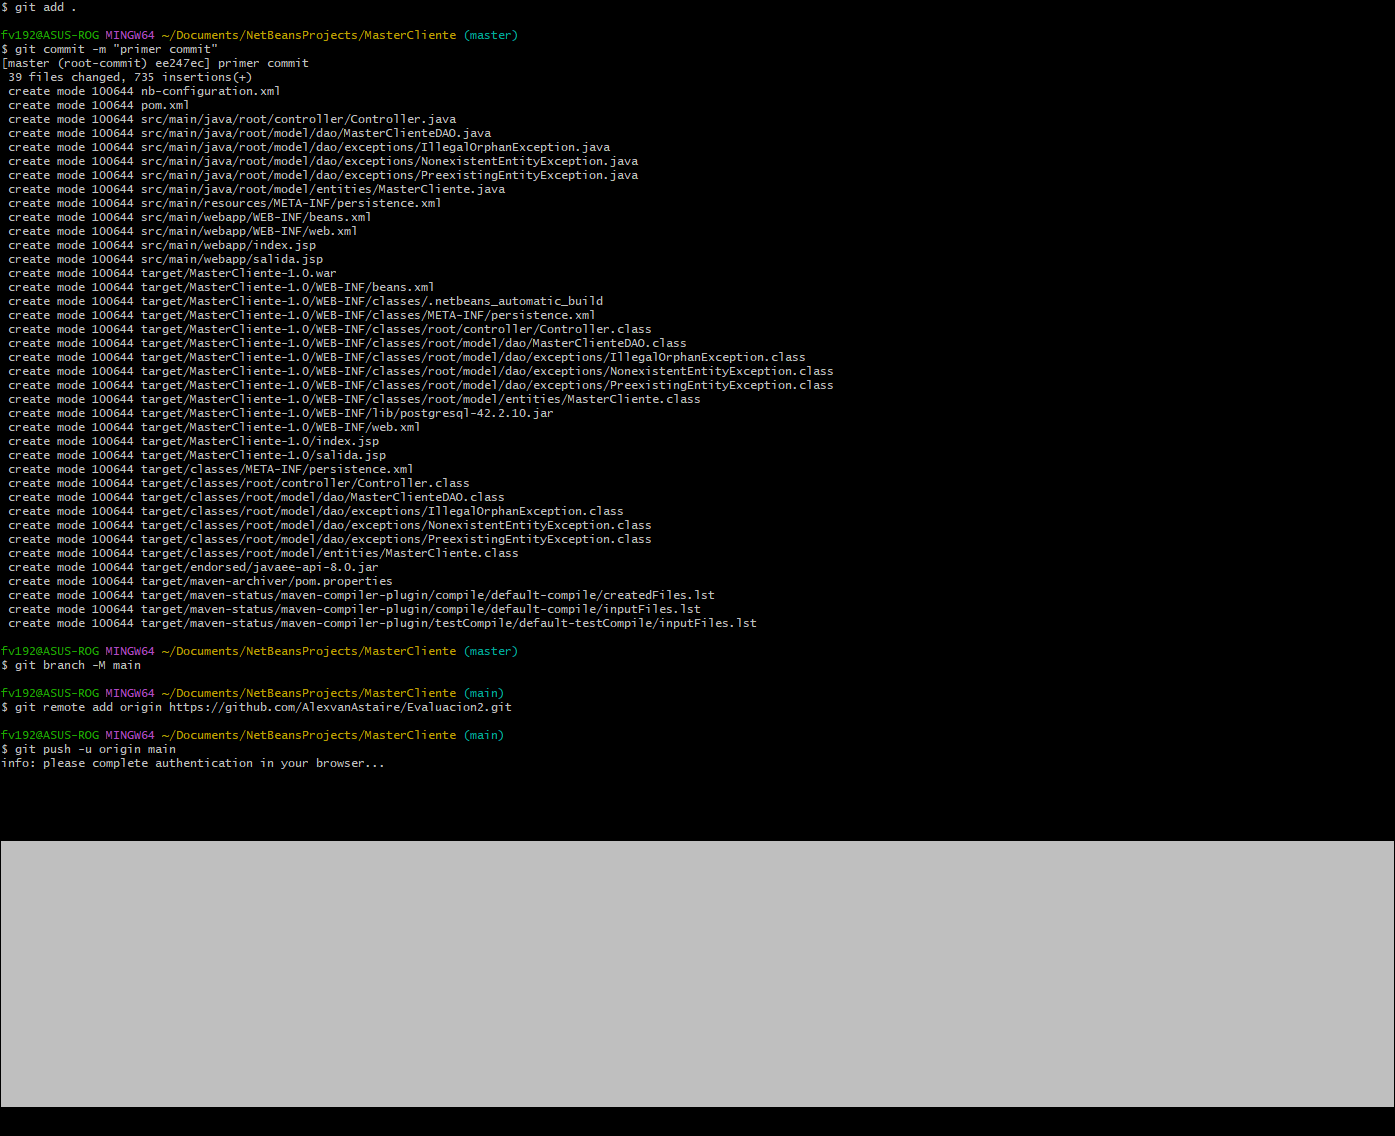 $ git add .
fv192@ASUS-ROG MINGW64 ~/Documents/NetBeansProjects/MasterCliente (master)
$ git commit -m "primer commit"
[master (root-commit) ee247ec] primer commit
 39 files changed, 735 insertions(+)
 create mode 100644 nb-configuration.xml
 create mode 100644 pom.xml
 create mode 100644 src/main/java/root/controller/Controller.java
 create mode 100644 src/main/java/root/model/dao/MasterClienteDAO.java
 create mode 100644 src/main/java/root/model/dao/exceptions/IllegalOrphanException.java
 create mode 100644 src/main/java/root/model/dao/exceptions/NonexistentEntityException.java
 create mode 100644 src/main/java/root/model/dao/exceptions/PreexistingEntityException.java
 create mode 100644 src/main/java/root/model/entities/MasterCliente.java
 create mode 100644 src/main/resources/META-INF/persistence.xml
 create mode 100644 src/main/webapp/WEB-INF/beans.xml
 create mode 100644 src/main/webapp/WEB-INF/web.xml
 create mode 100644 src/main/webapp/index.jsp
 create mode 100644 src/main/webapp/salida.jsp
 create mode 100644 target/MasterCliente-1.0.war
 create mode 100644 target/MasterCliente-1.0/WEB-INF/beans.xml
 create mode 100644 target/MasterCliente-1.0/WEB-INF/classes/.netbeans_automatic_build
 create mode 100644 target/MasterCliente-1.0/WEB-INF/classes/META-INF/persistence.xml
 create mode 100644 target/MasterCliente-1.0/WEB-INF/classes/root/controller/Controller.class
 create mode 100644 target/MasterCliente-1.0/WEB-INF/classes/root/model/dao/MasterClienteDAO.class
 create mode 100644 target/MasterCliente-1.0/WEB-INF/classes/root/model/dao/exceptions/IllegalOrphanException.class
 create mode 100644 target/MasterCliente-1.0/WEB-INF/classes/root/model/dao/exceptions/NonexistentEntityException.class
 create mode 100644 target/MasterCliente-1.0/WEB-INF/classes/root/model/dao/exceptions/PreexistingEntityException.class
 create mode 100644 target/MasterCliente-1.0/WEB-INF/classes/root/model/entities/MasterCliente.class
 create mode 100644 target/MasterCliente-1.0/WEB-INF/lib/postgresql-42.2.10.jar
 create mode 100644 target/MasterCliente-1.0/WEB-INF/web.xml
 create mode 100644 target/MasterCliente-1.0/index.jsp
 create mode 100644 target/MasterCliente-1.0/salida.jsp
 create mode 100644 target/classes/META-INF/persistence.xml
 create mode 100644 target/classes/root/controller/Controller.class
 create mode 100644 target/classes/root/model/dao/MasterClienteDAO.class
 create mode 100644 target/classes/root/model/dao/exceptions/IllegalOrphanException.class
 create mode 100644 target/classes/root/model/dao/exceptions/NonexistentEntityException.class
 create mode 100644 target/classes/root/model/dao/exceptions/PreexistingEntityException.class
 create mode 100644 target/classes/root/model/entities/MasterCliente.class
 create mode 100644 target/endorsed/javaee-api-8.0.jar
 create mode 100644 target/maven-archiver/pom.properties
 create mode 100644 target/maven-status/maven-compiler-plugin/compile/default-compile/createdFiles.lst
 create mode 100644 target/maven-status/maven-compiler-plugin/compile/default-compile/inputFiles.lst
 create mode 100644 target/maven-status/maven-compiler-plugin/testCompile/default-testCompile/inputFiles.lst
fv192@ASUS-ROG MINGW64 ~/Documents/NetBeansProjects/MasterCliente (master)
$ git branch -M main
fv192@ASUS-ROG MINGW64 ~/Documents/NetBeansProjects/MasterCliente (main)
$ git remote add origin https://github.com/AlexvanAstaire/Evaluacion2.git
fv192@ASUS-ROG MINGW64 ~/Documents/NetBeansProjects/MasterCliente (main)
$ git push -u origin main
info: please complete authentication in your browser...